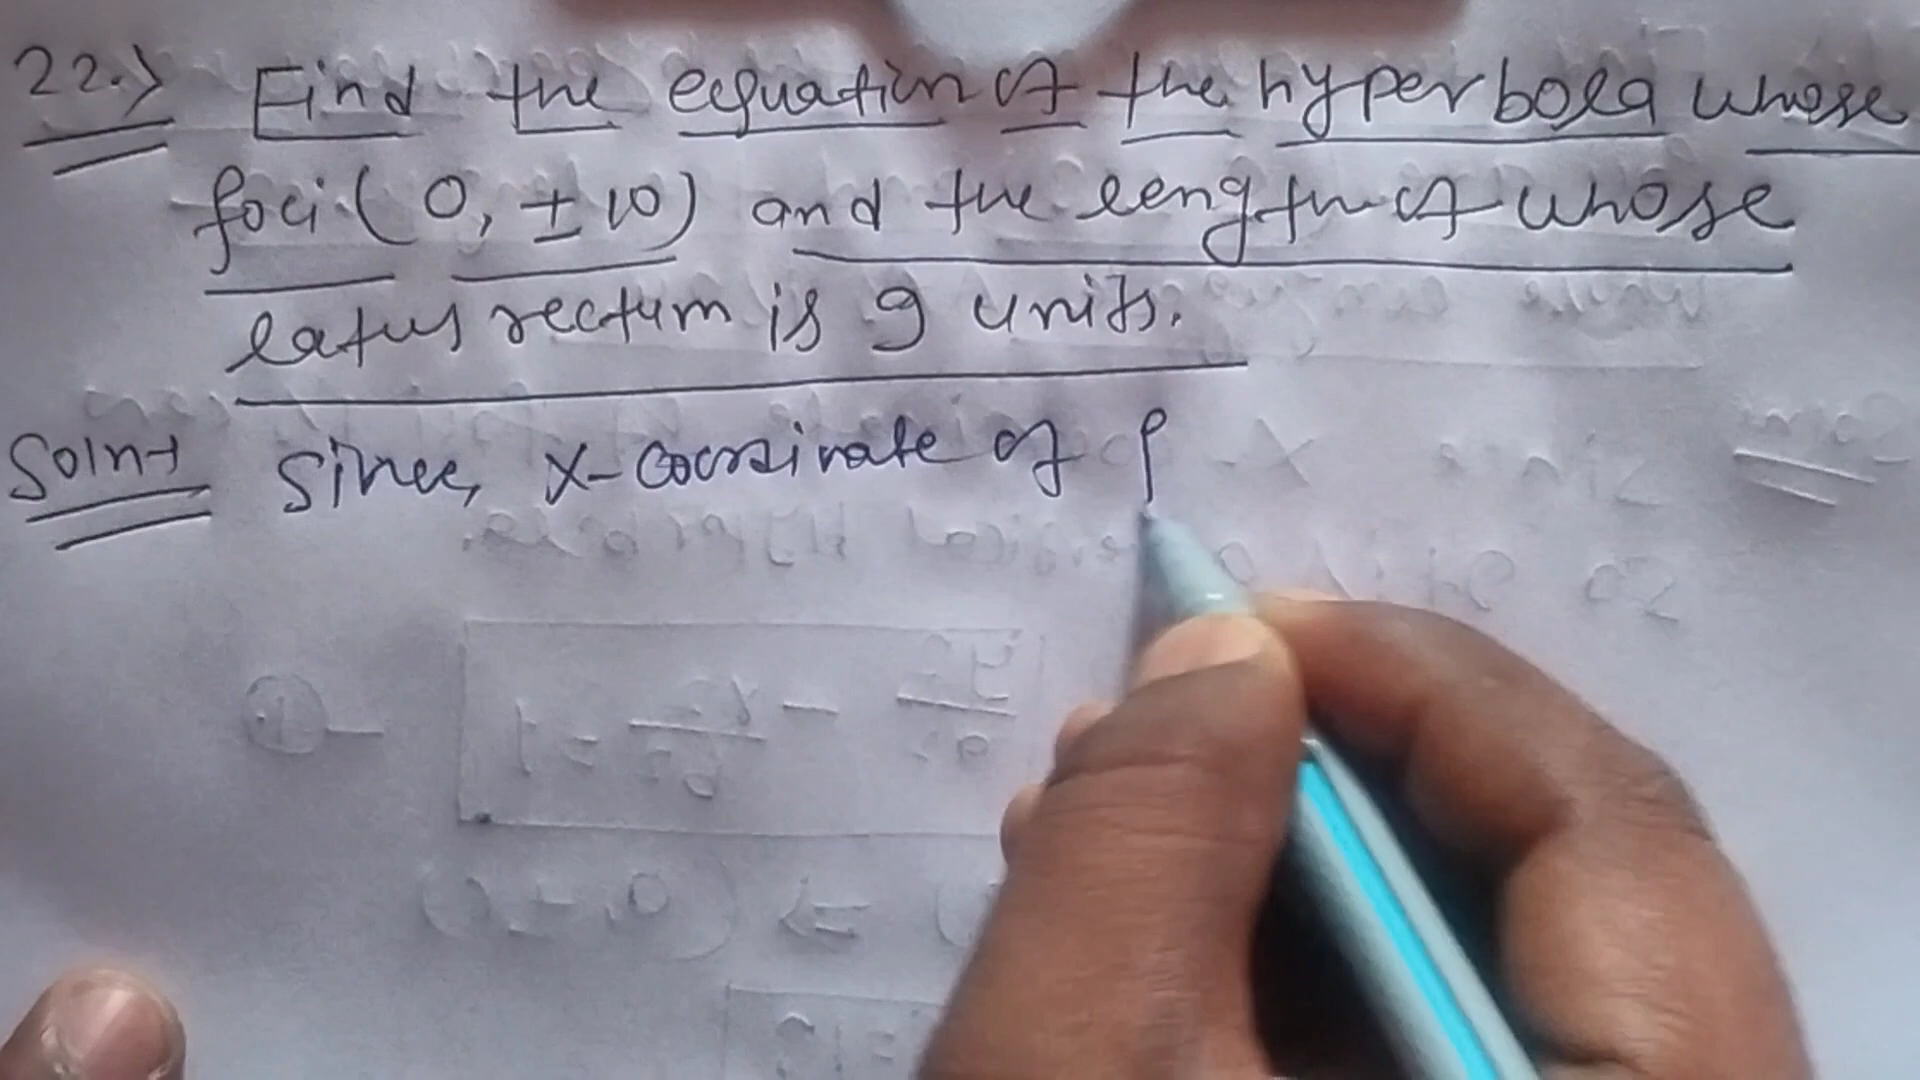 22.) Find the equation of the hyperbola whose
foci (0, ±10) and the length of whose
latus rectum is 9 units.
Soln→ Since, x-coordinate of f